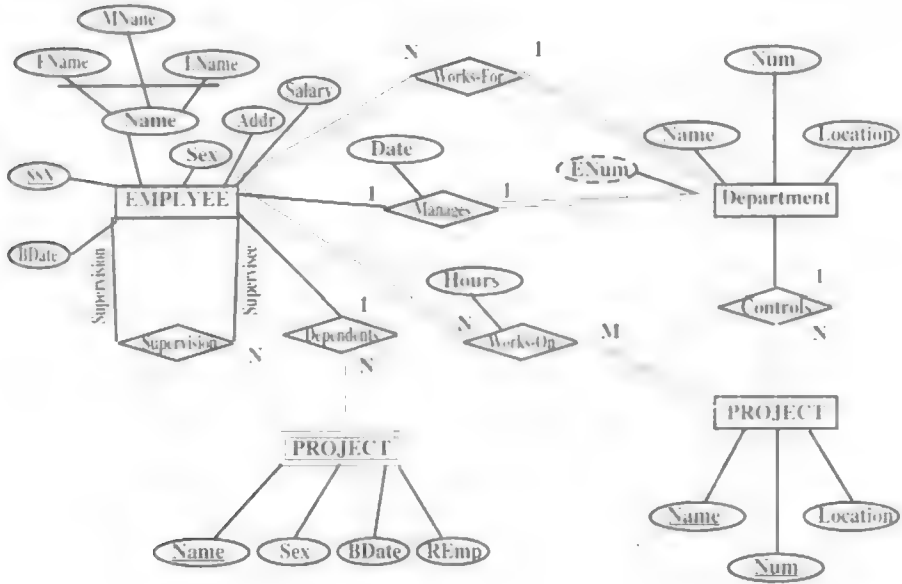 MName
FName
LName
Name
Sex
Addr
Salary
SSN
EMPLYEE
BDate
Supervision
Supervisee
Supervision
N
N
Works-For
1
Date
1
Manages
1
ENum
Num
Name
Location
Department
1
Controls
N
1
Dependents
N
Hours
N
Works-On
M
PROJECT
Name
Sex
BDate
REmp
PROJECT
Name
Num
Location